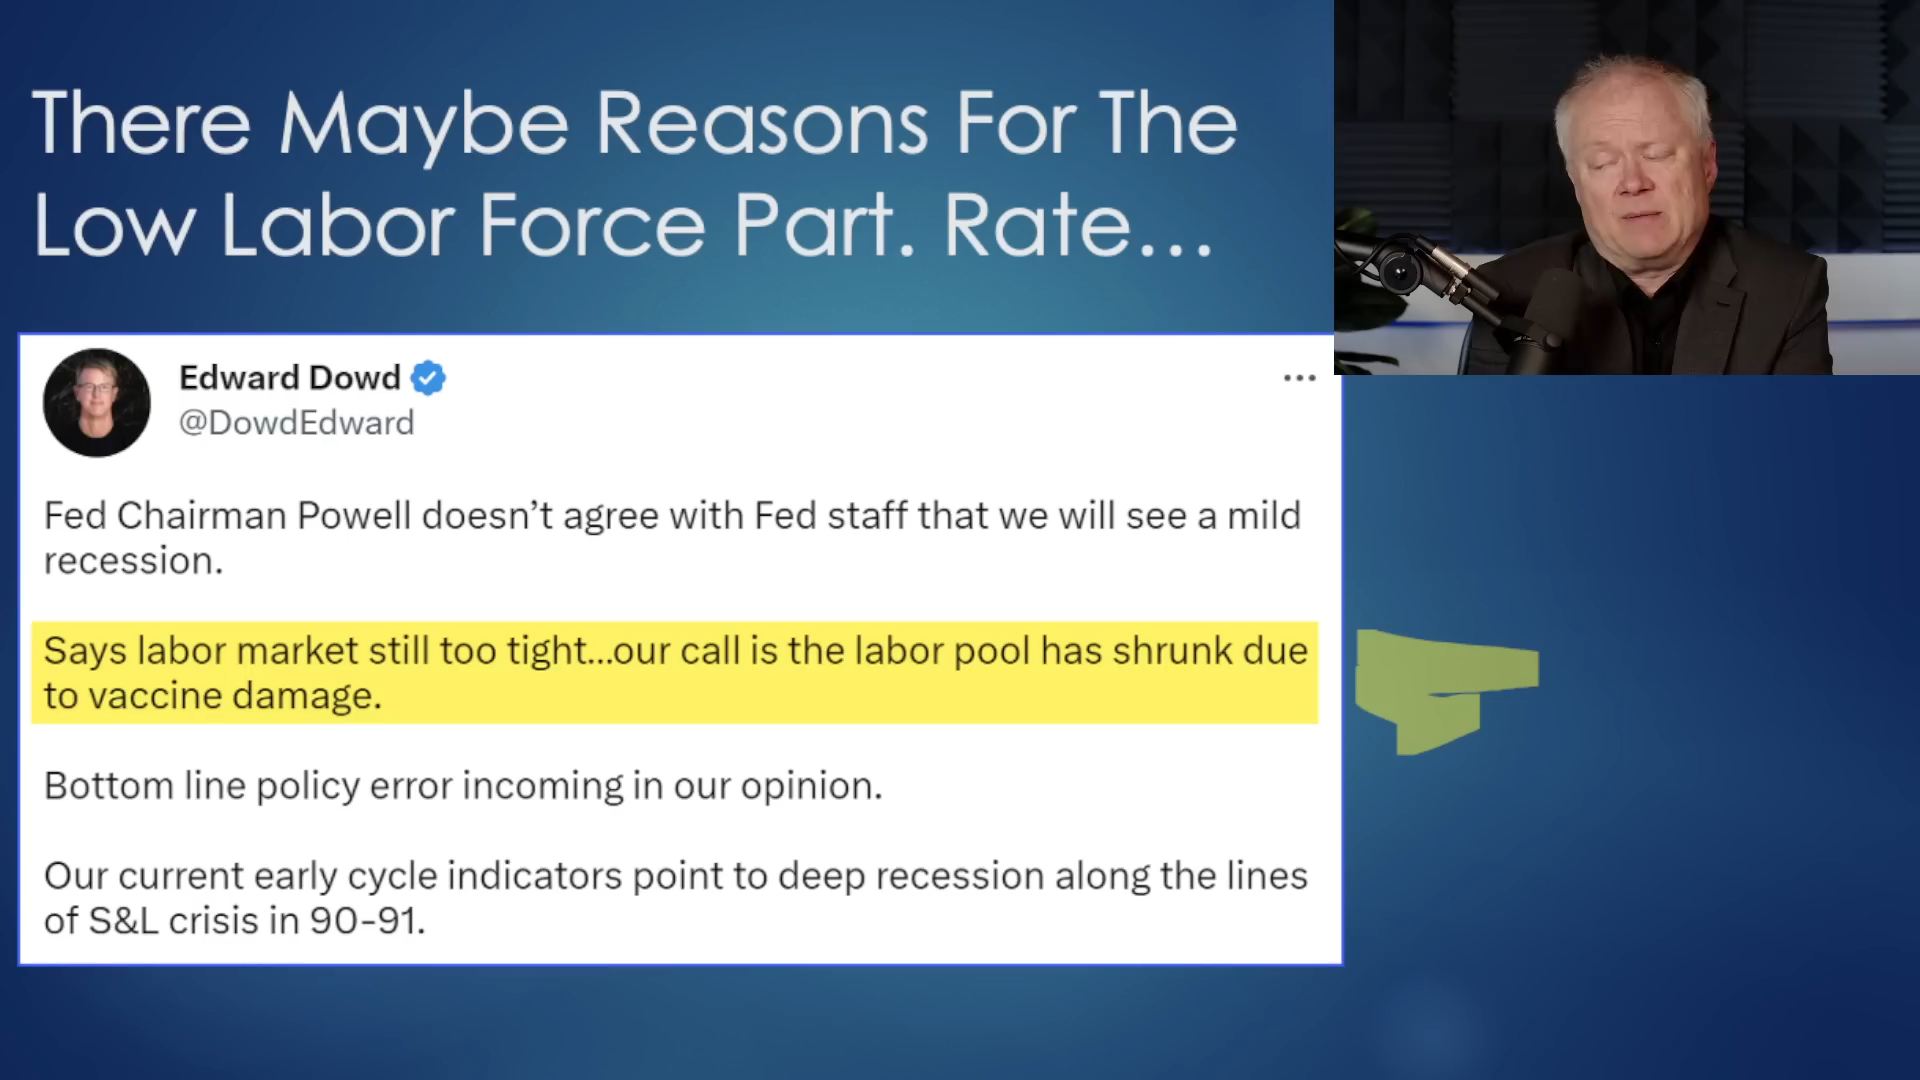 There Maybe Reasons For The
Low Labor Force Part. Rate...
Edward Dowd
@DowdEdward
Fed Chairman Powell doesn’t agree with Fed staff that we will see a mild
recession.
Says labor market still too tight...our call is the labor pool has shrunk due
to vaccine damage.
Bottom line policy error incoming in our opinion.
Our current early cycle indicators point to deep recession along the lines
of S&L crisis in 90-91.